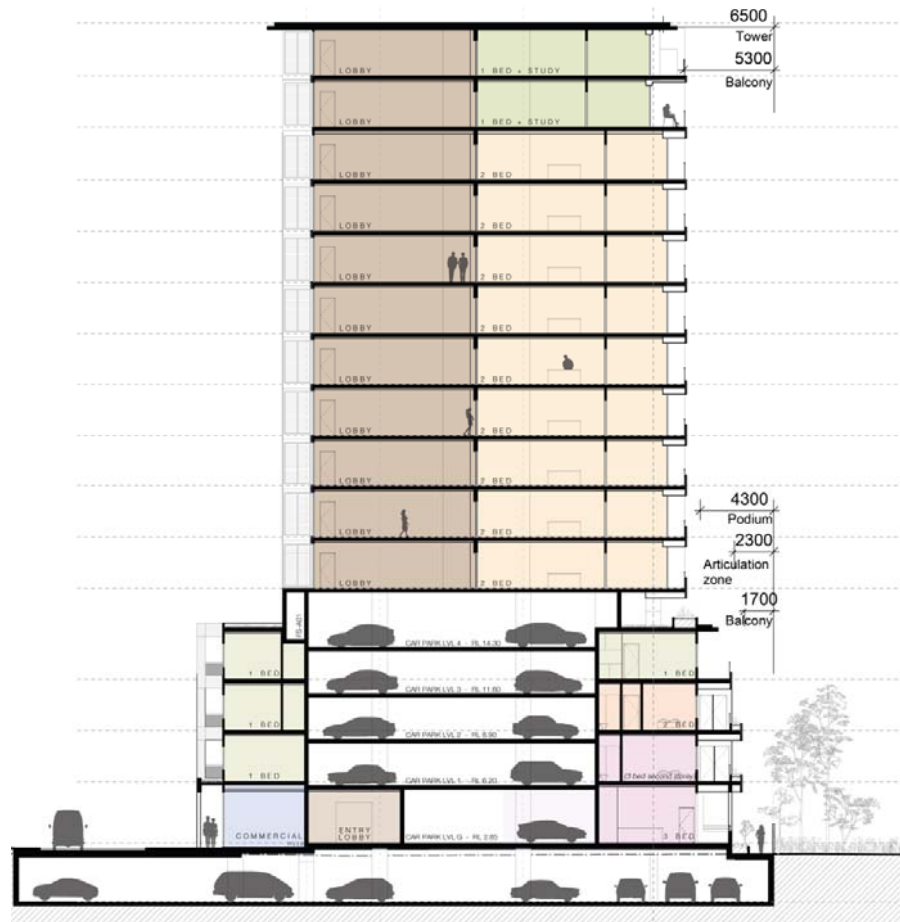 6500
Tower
5300
LOBBY 1 BED + STUDY
Balcony
LOBBY 1 BED + STUDY
LOBBY 2 BED
LOBBY 2 BED
LOBBY 2 BED
LOBBY 2 BED
LOBBY 2 BED
LOBBY 2 BED
LOBBY 2 BED
4300
Podium
LOBBY 2 BED
2300
Articulation
zone
LOBBY 2 BED
1700
Balcony
CAR PARK LVL 4 - RL 14.30
1 BED
CAR PARK LVL 3 - RL 11.60
1 BED 2 BED
CAR PARK LVL 2 - RL 8.90
1 BED (3 bed second storey)
CAR PARK LVL 1 - RL 6.20
COMMERCIAL ENTRY
LOBBY
CAR PARK LVL G - RL 2.85 3 BED